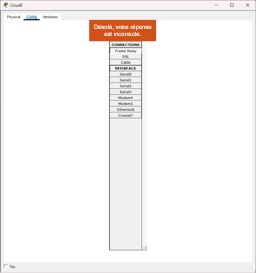 Cloud0
Physical Config Attributes
Désolé, votre réponse
est incorrecte.
CONNECTIONS
Frame Relay
DSL
Cable
INTERFACE
Serial0
Serial1
Serial2
Serial3
Modem4
Modem5
Ethernet6
Coaxial7
Top